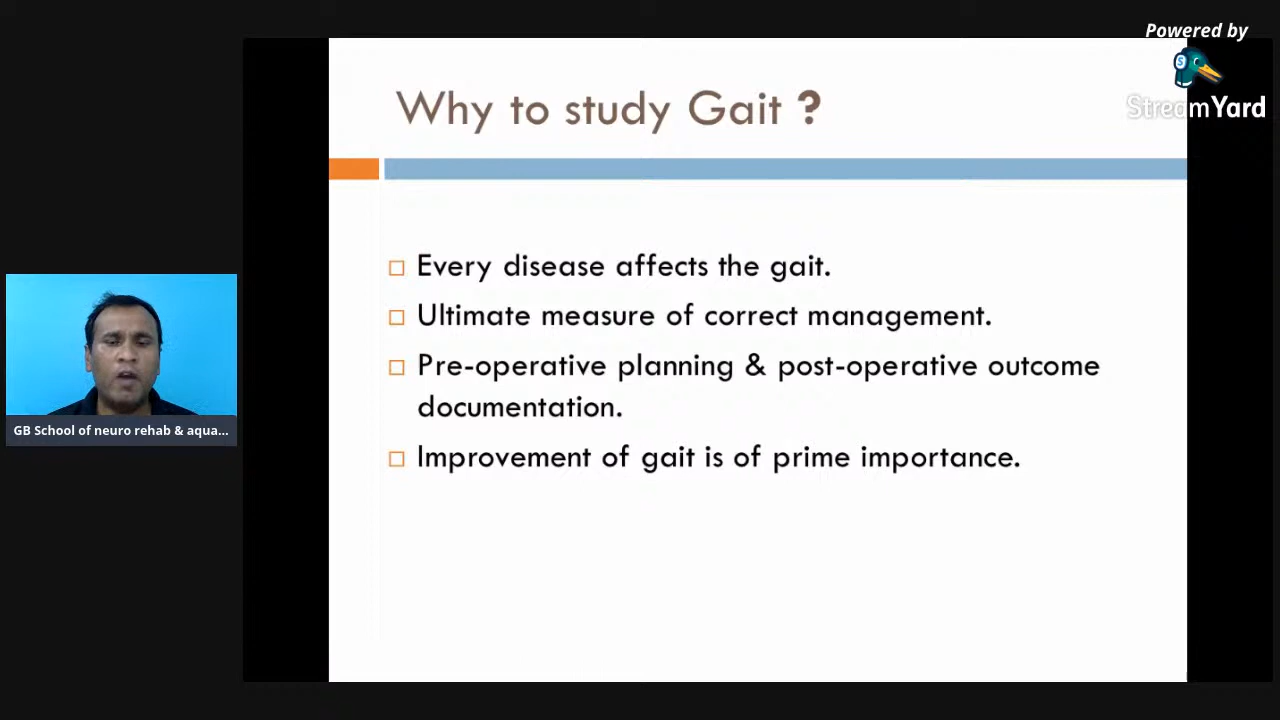 Powered by
StreamYard
Why to study Gait ?
Every disease affects the gait.
Ultimate measure of correct management.
Pre-operative planning & post-operative outcome
documentation.
Improvement of gait is of prime importance.
GB School of neuro rehab & aqua...